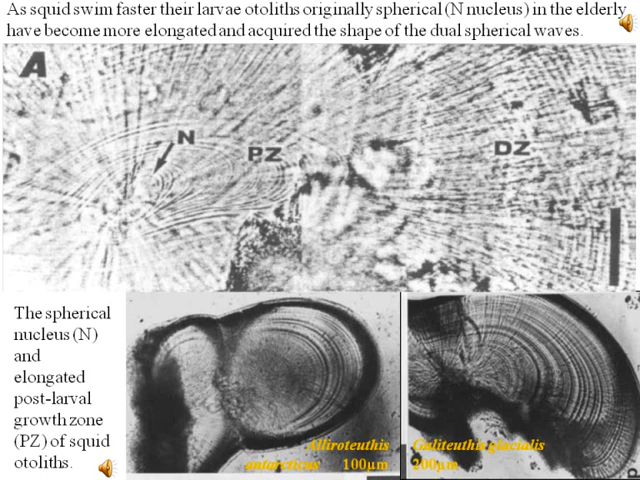 As squid swim faster their larvae otoliths originally spherical (N nucleus) in the elderly
have become more elongated and acquired the shape of the dual spherical waves.
A
N
PZ
DZ
The spherical
nucleus (N)
and
elongated
post-larval
growth zone
(PZ) of squid
otoliths.
Alliroteuthis
antarcticus 100µm
Galiteuthis glacialis
200µm
p